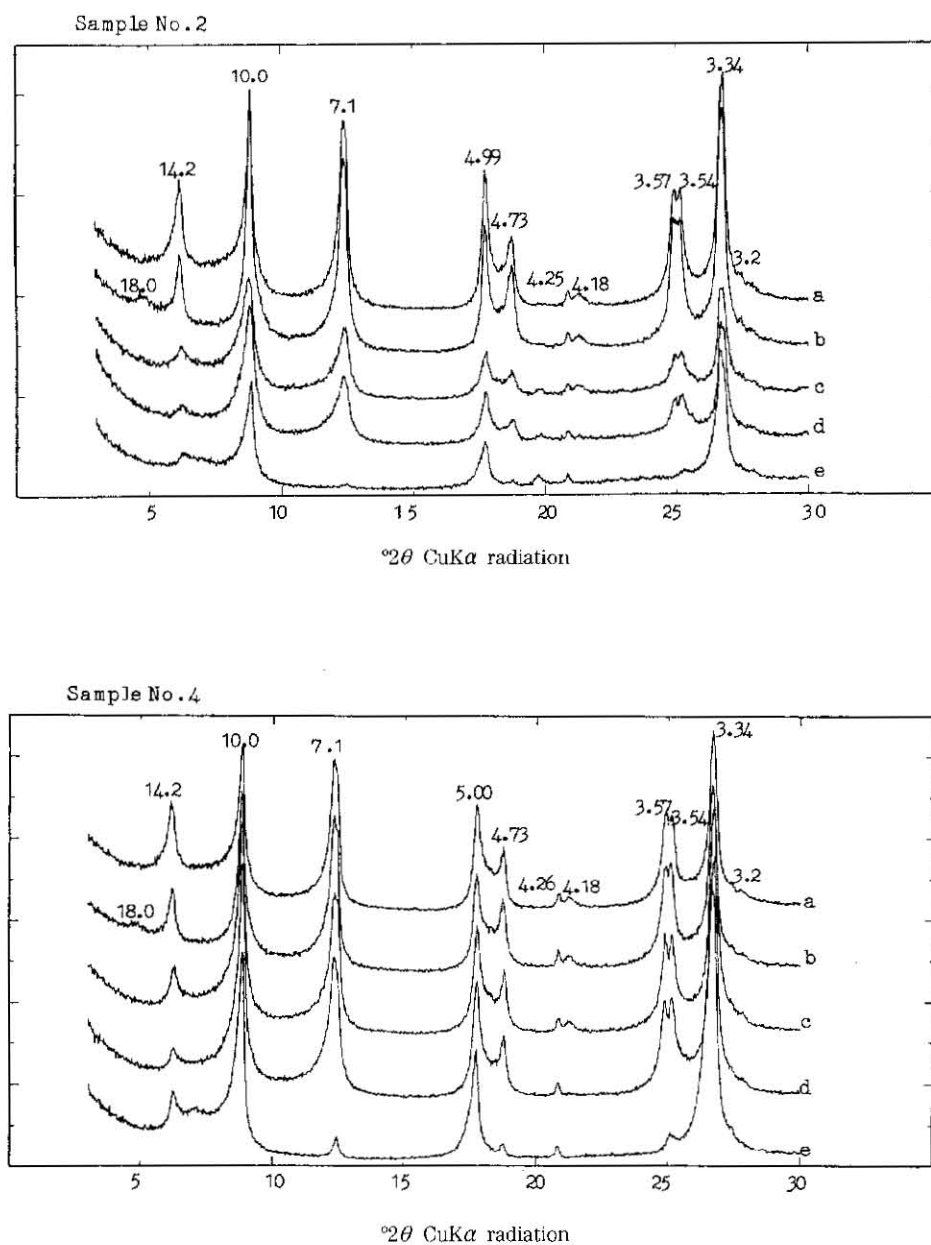 Sample No.2
10.0
3.34
7.1
14.2
4.99
3.57 3.54
4.73
3.2
18.0
4.25 4.18
a
b
c
d
e
5 10 15 20 25 30
°2θ CuKα radiation
Sample No.4
10.0
7.1
3.34
14.2
5.00
3.57
3.54
4.73
4.26 4.18
3.2
18.0
a
b
c
d
e
5 10 15 20 25 30
°2θ CuKα radiation